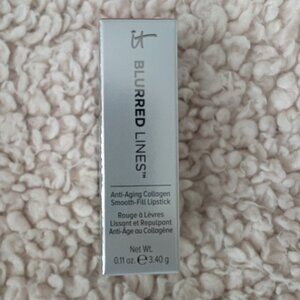 it
BLURRED LINES™
Anti-Aging Collagen
Smooth-Fill Lipstick
Rouge à Lèvres
Lissant et Repulpant
Anti-Âge au Collagène
Net Wt.
0.11 oz. ℮ 3.40 g